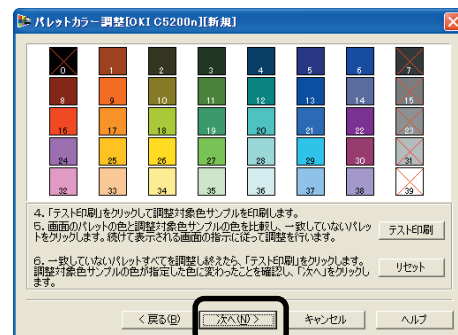 パレットカラー調整[OKI C5200n][新規]
0 1 2 3 4 5 6 7
8 9 10 11 12 13 14 15
16 17 18 19 20 21 22 23
24 25 26 27 28 29 30 31
32 33 34 35 36 37 38 39
4. 「テスト印刷」をクリックして調整対象色サンプルを印刷します。
5. 画面のパレットの色と調整対象色サンプルの色を比較し、一致していないパレッ
トをクリックします。続けて表示される画面の指示に従って調整を行います。
テスト印刷
6. 一致していないパレットすべてを調整し終えたら、「テスト印刷」をクリックします。
調整対象色サンプルの色が指定した色に変わったことを確認し、「次へ」をクリックし
ます。
リセット
< 戻る(B) 次へ(N) > キャンセル ヘルプ